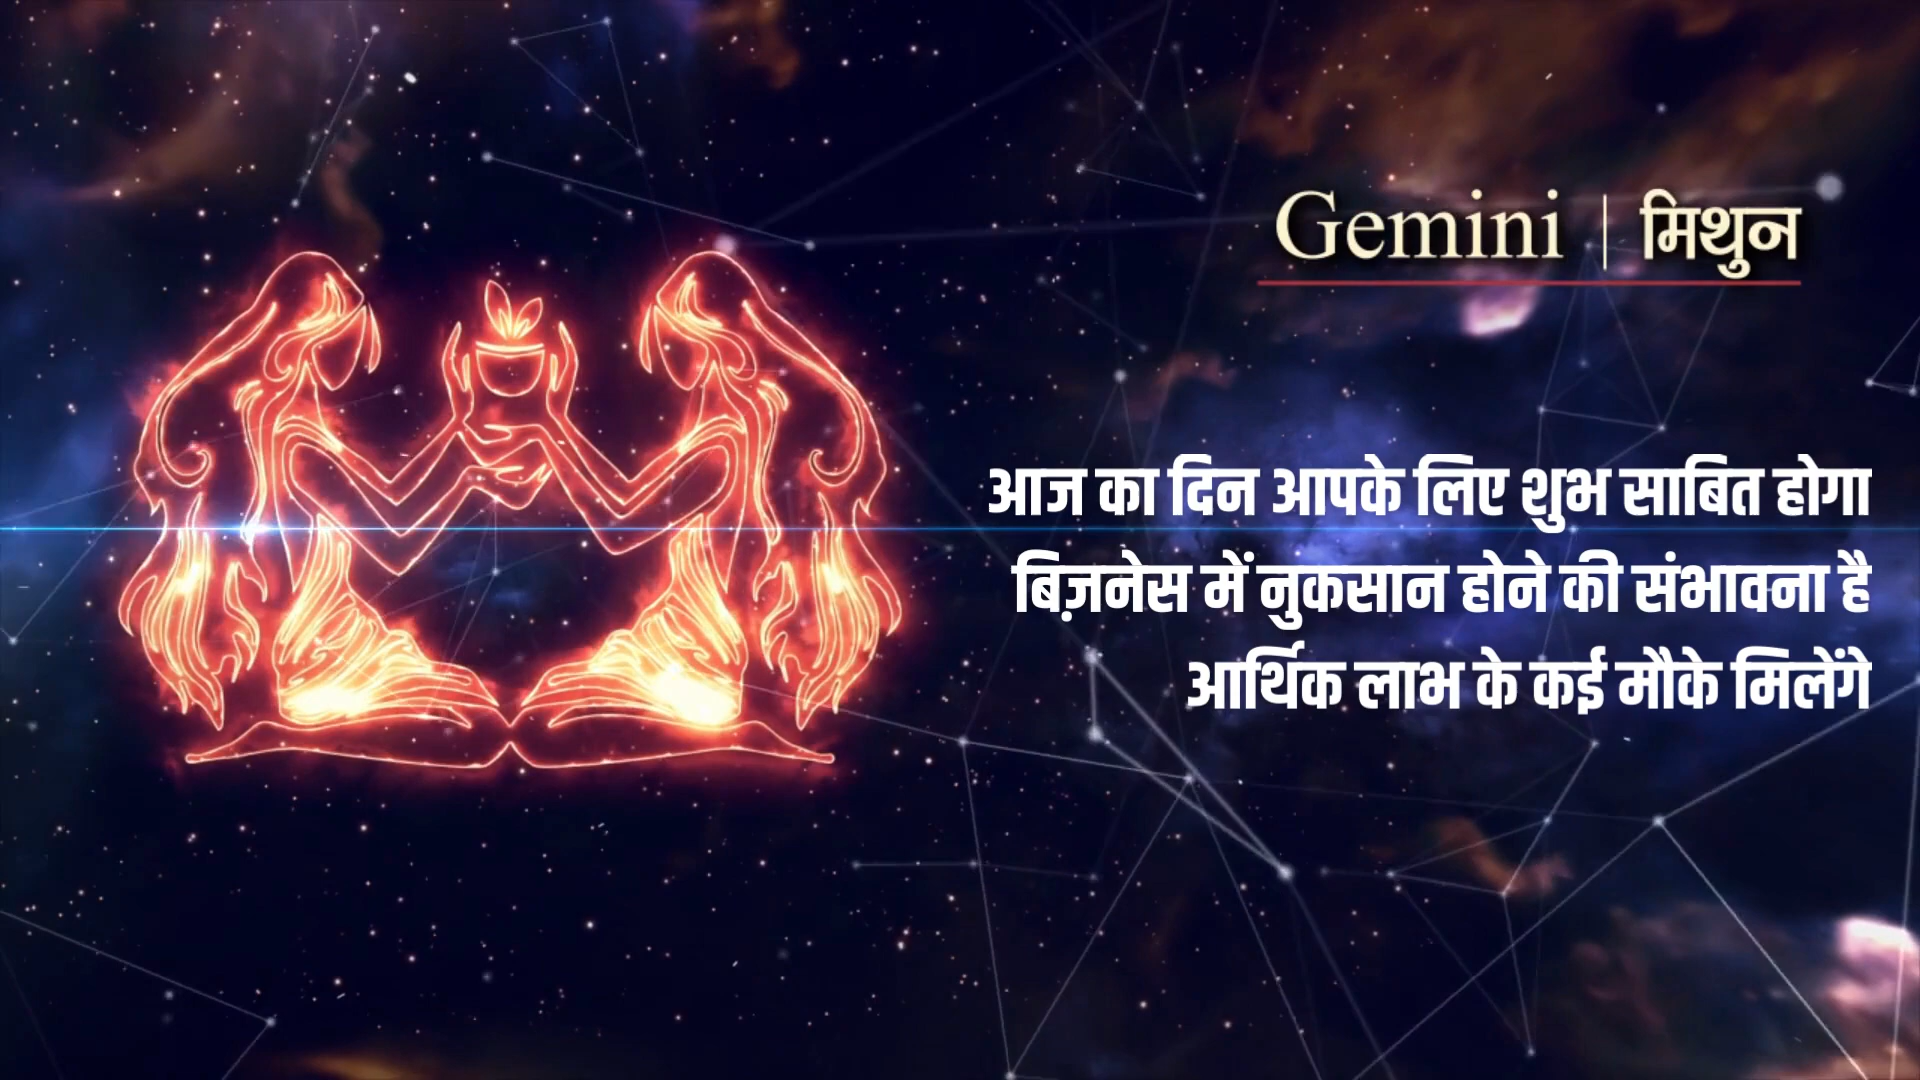 Gemini | मिथुन
आज का दिन आपके लिए शुभ साबित होगा
बिज़नेस में नुकसान होने की संभावना है
आर्थिक लाभ के कई मौके मिलेंगे